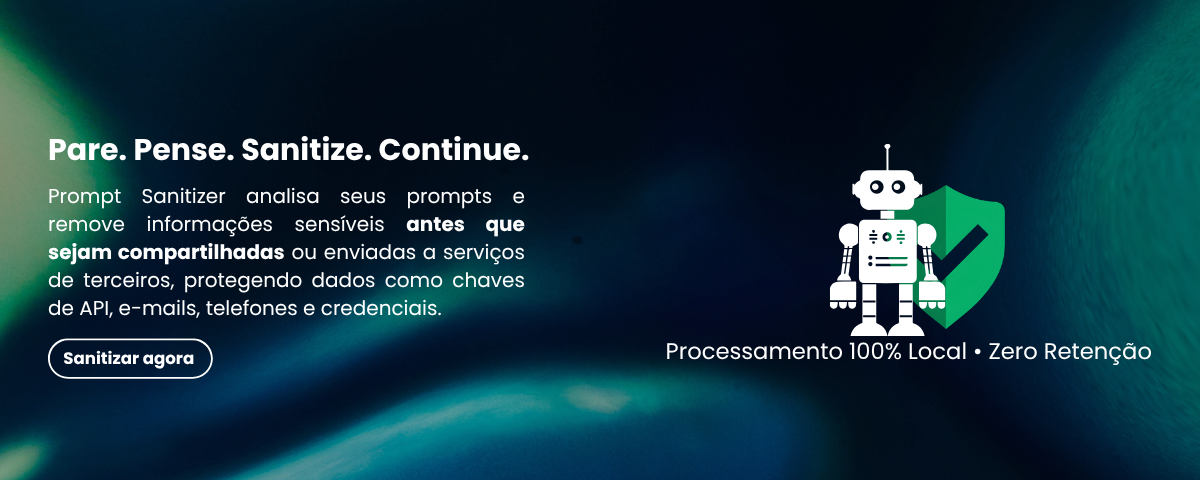 Pare. Pense. Sanitize. Continue.
Prompt Sanitizer analisa seus prompts e
remove informações sensíveis antes que
sejam compartilhadas ou enviadas a serviços
de terceiros, protegendo dados como chaves
de API, e-mails, telefones e credenciais.
Sanitizar agora
Processamento 100% Local • Zero Retenção